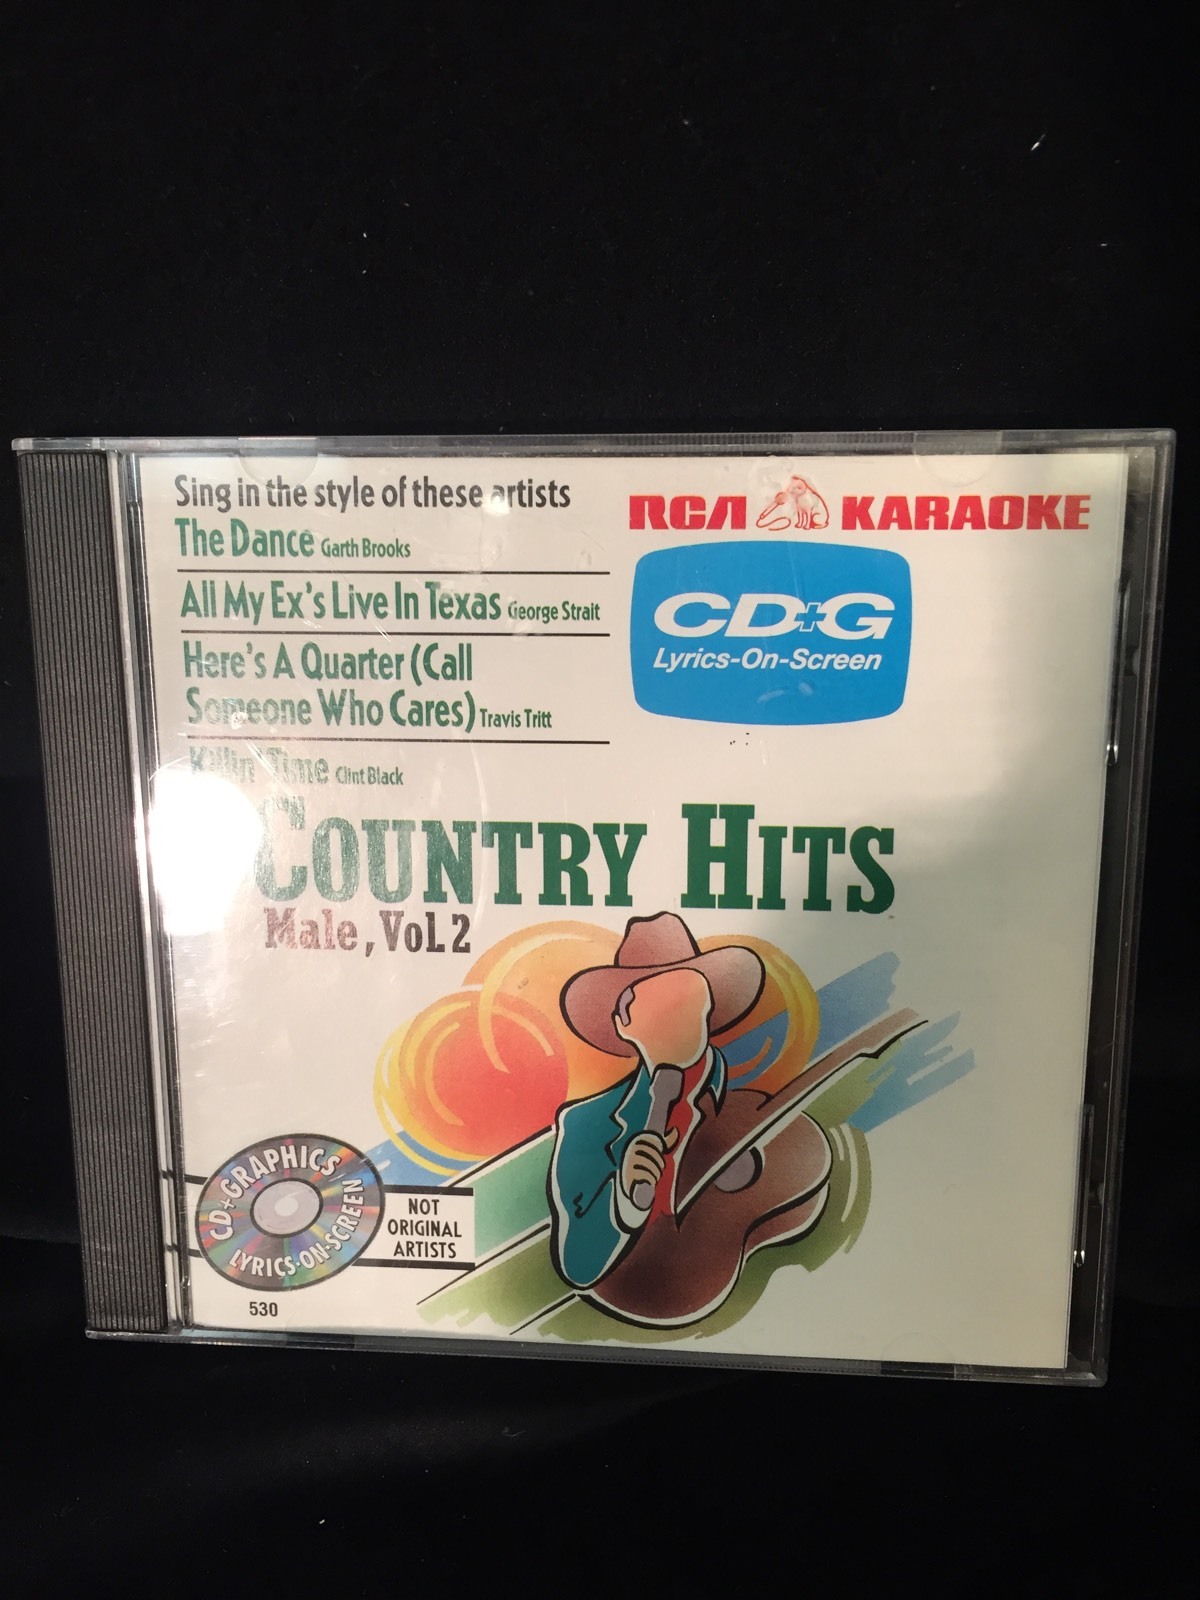 Sing in the style of these artists
The Dance Garth Brooks
All My Ex's Live In Texas George Strait
Here's A Quarter (Call
Someone Who Cares) Travis Tritt
Killin' Time Clint Black
RCA KARAOKE
CD+G
Lyrics-On-Screen
COUNTRY HITS
Male, Vol. 2
CD+GRAPHICS
LYRICS-ON-SCREEN
NOT
ORIGINAL
ARTISTS
530